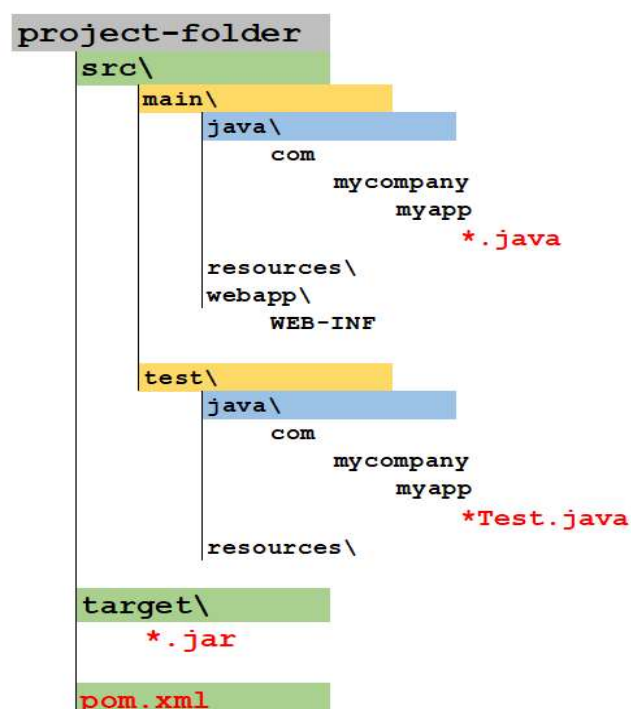 project-folder
src\
main\
java\
com
mycompany
myapp
*.java
resources\
webapp\
WEB-INF
test\
java\
com
mycompany
myapp
*Test.java
resources\
target\
*.jar
pom.xml